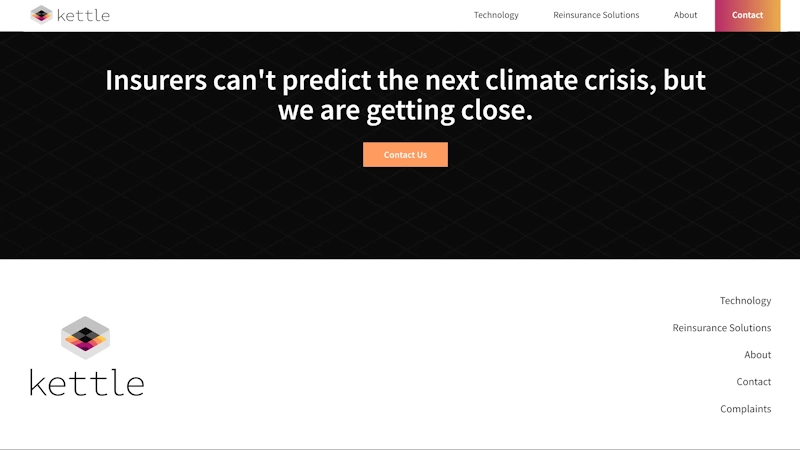 kettle
Technology
Reinsurance Solutions
About
Contact
Insurers can't predict the next climate crisis, but
we are getting close.
Contact Us
kettle
Technology
Reinsurance Solutions
About
Contact
Complaints